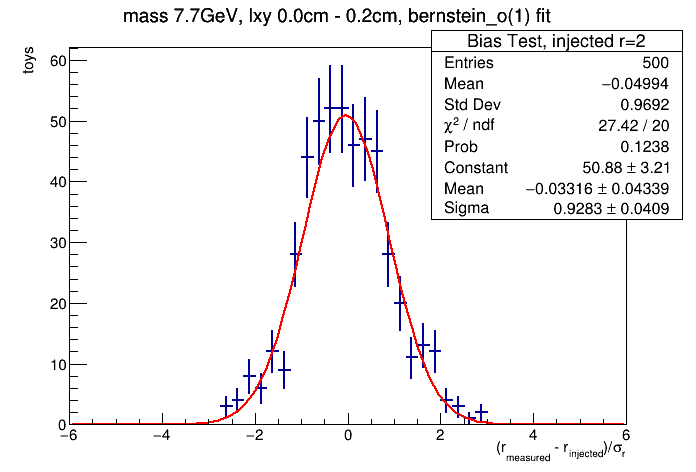 mass 7.7GeV, lxy 0.0cm - 0.2cm, bernstein_o(1) fit
Bias Test, injected r=2
Entries 500
Mean −0.04994
Std Dev 0.9692
χ² / ndf 27.42 / 20
Prob 0.1238
Constant 50.88 ± 3.21
Mean −0.03316 ± 0.04339
Sigma 0.9283 ± 0.0409
toys
60
50
40
30
20
10
0
−6 −4 −2 0 2 4 6
(r_measured - r_injected)/σ_r